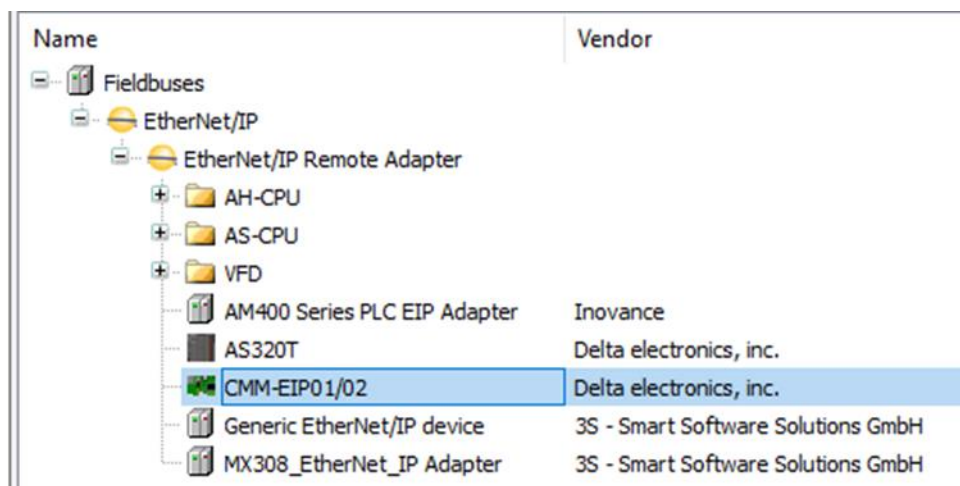 Name Vendor
Fieldbuses
EtherNet/IP
EtherNet/IP Remote Adapter
AH-CPU
AS-CPU
VFD
AM400 Series PLC EIP Adapter Inovance
AS320T Delta electronics, inc.
CMM-EIP01/02 Delta electronics, inc.
Generic EtherNet/IP device 3S - Smart Software Solutions GmbH
MX308_EtherNet_IP Adapter 3S - Smart Software Solutions GmbH